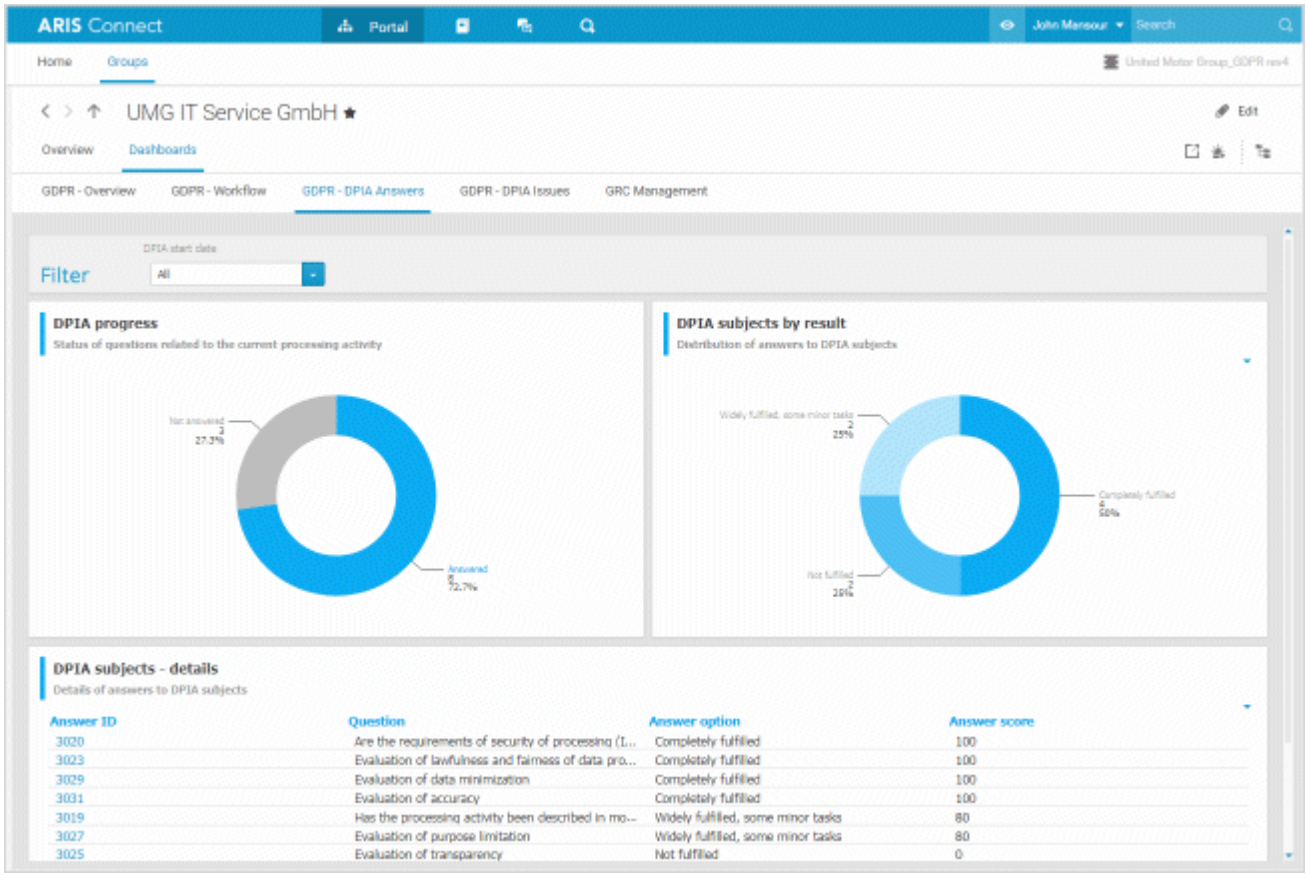 ARIS Connect Portal John Mansour Search
Home Groups United Motor Group_GDPR rev4
UMG IT Service GmbH Edit
Overview Dashboards
GDPR - Overview GDPR - Workflow GDPR - DPIA Answers GDPR - DPIA Issues GRC Management
DPIA start date
Filter All
DPIA progress
Status of questions related to the current processing activity
Not answered
3
27.3%
Answered
8
72.7%
DPIA subjects by result
Distribution of answers to DPIA subjects
Widely fulfilled, some minor tasks
2
25%
Completely fulfilled
4
50%
Not fulfilled
2
25%
DPIA subjects - details
Details of answers to DPIA subjects
Answer ID Question Answer option Answer score
3020 Are the requirements of security of processing (I... Completely fulfilled 100
3023 Evaluation of lawfulness and fairness of data pro... Completely fulfilled 100
3029 Evaluation of data minimization Completely fulfilled 100
3031 Evaluation of accuracy Completely fulfilled 100
3019 Has the processing activity been described in mo... Widely fulfilled, some minor tasks 80
3027 Evaluation of purpose limitation Widely fulfilled, some minor tasks 80
3025 Evaluation of transparency Not fulfilled 0